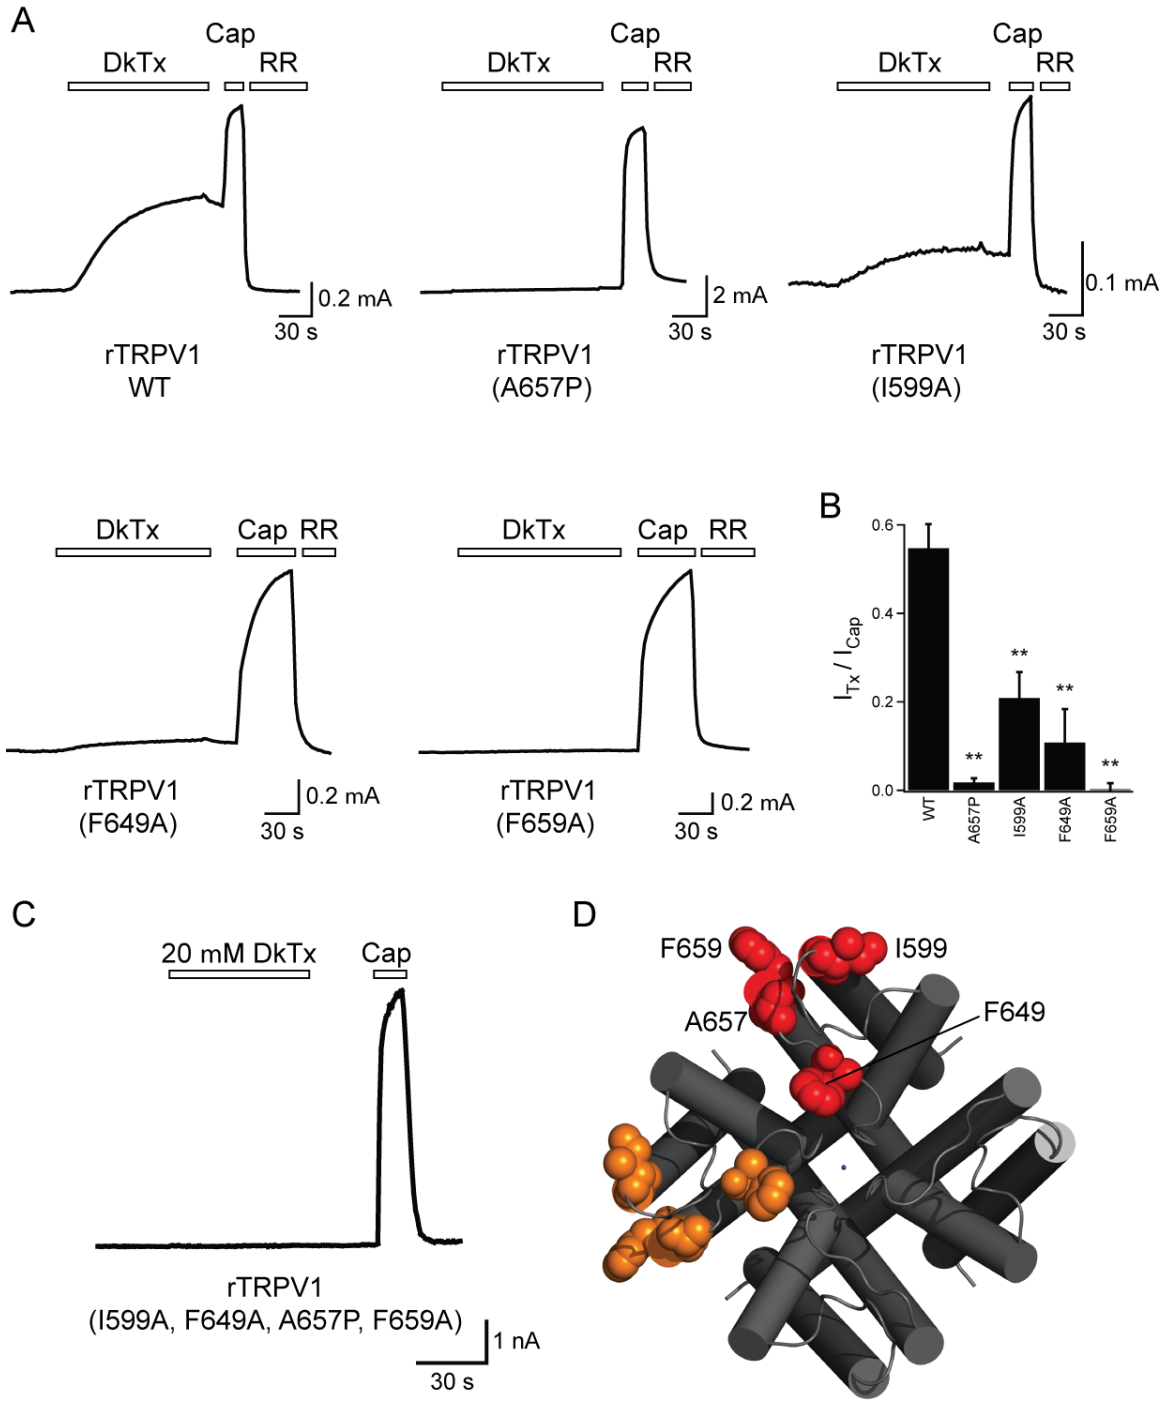 A
Cap
DkTx
RR
0.2 mA
30 s
rTRPV1
WT
Cap
DkTx
RR
2 mA
30 s
rTRPV1
(A657P)
Cap
DkTx
RR
0.1 mA
30 s
rTRPV1
(I599A)
DkTx
Cap
RR
0.2 mA
30 s
rTRPV1
(F649A)
DkTx
Cap
RR
0.2 mA
30 s
rTRPV1
(F659A)
B
0.6
0.4
0.2
0.0
ITx / ICap
**
**
**
**
WT
A657P
I599A
F649A
F659A
C
20 mM DkTx
Cap
rTRPV1
(I599A, F649A, A657P, F659A)
1 nA
30 s
D
F659
I599
A657
F649